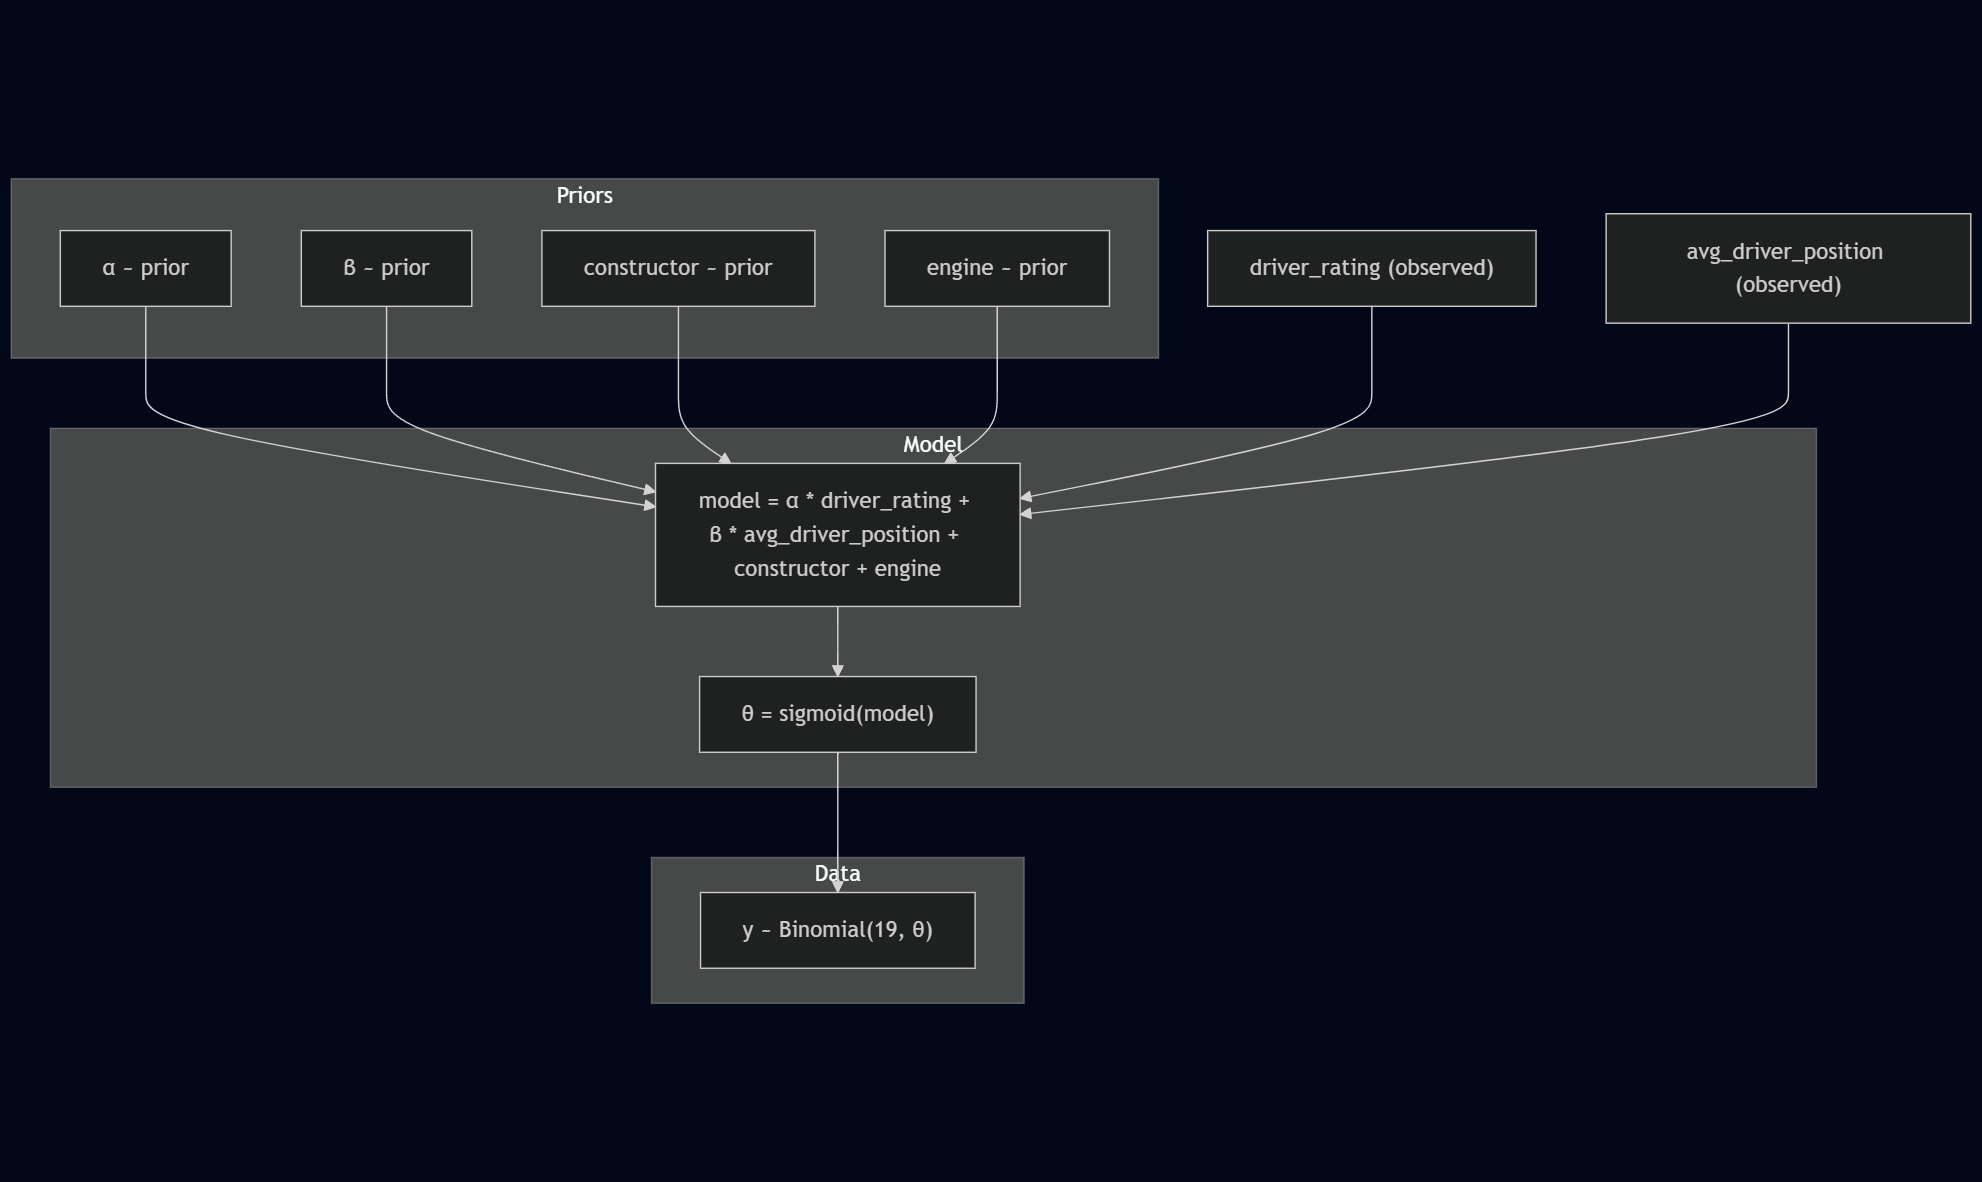 Priors
α ~ prior
β ~ prior
constructor ~ prior
engine ~ prior
driver_rating (observed)
avg_driver_position
(observed)
Model
model = α * driver_rating +
β * avg_driver_position +
constructor + engine
θ = sigmoid(model)
Data
y ~ Binomial(19, θ)